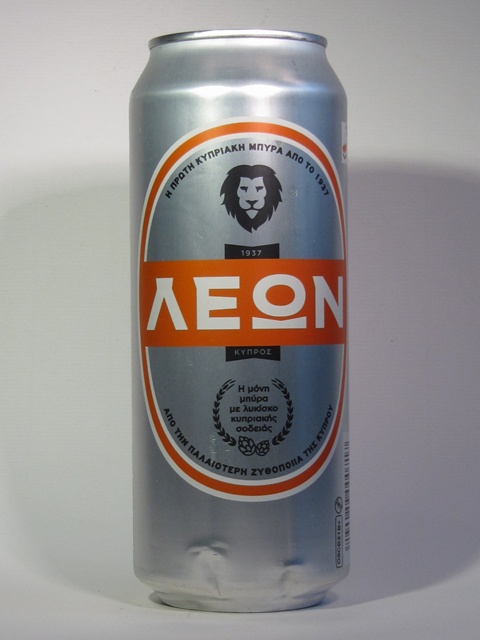 Η ΠΡΩΤΗ ΚΥΠΡΙΑΚΗ ΜΠΥΡΑ ΑΠΟ ΤΟ 1937
1937
ΛΕΩΝ
ΚΥΠΡΟΣ
Η μόνη
μπύρα
με λυκίσκο
κυπριακής
σοδειάς
ΑΠΟ ΤΗΝ ΠΑΛΑΙΟΤΕΡΗ ΖΥΘΟΠΟΙΙΑ ΤΗΣ ΚΥΠΡΟΥ